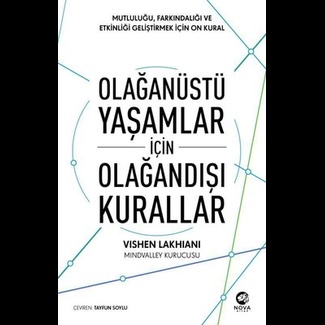 MUTLULUĞU, FARKINDALIĞI VE
ETKİNLİĞİ GELİŞTİRMEK İÇİN ON KURAL
OLAĞANÜSTÜ
YAŞAMLAR
İÇİN
OLAĞANDIŞI
KURALLAR
VISHEN LAKHIANI
MINDVALLEY KURUCUSU
ÇEVİREN: TAYFUN SOYLU
NOVA